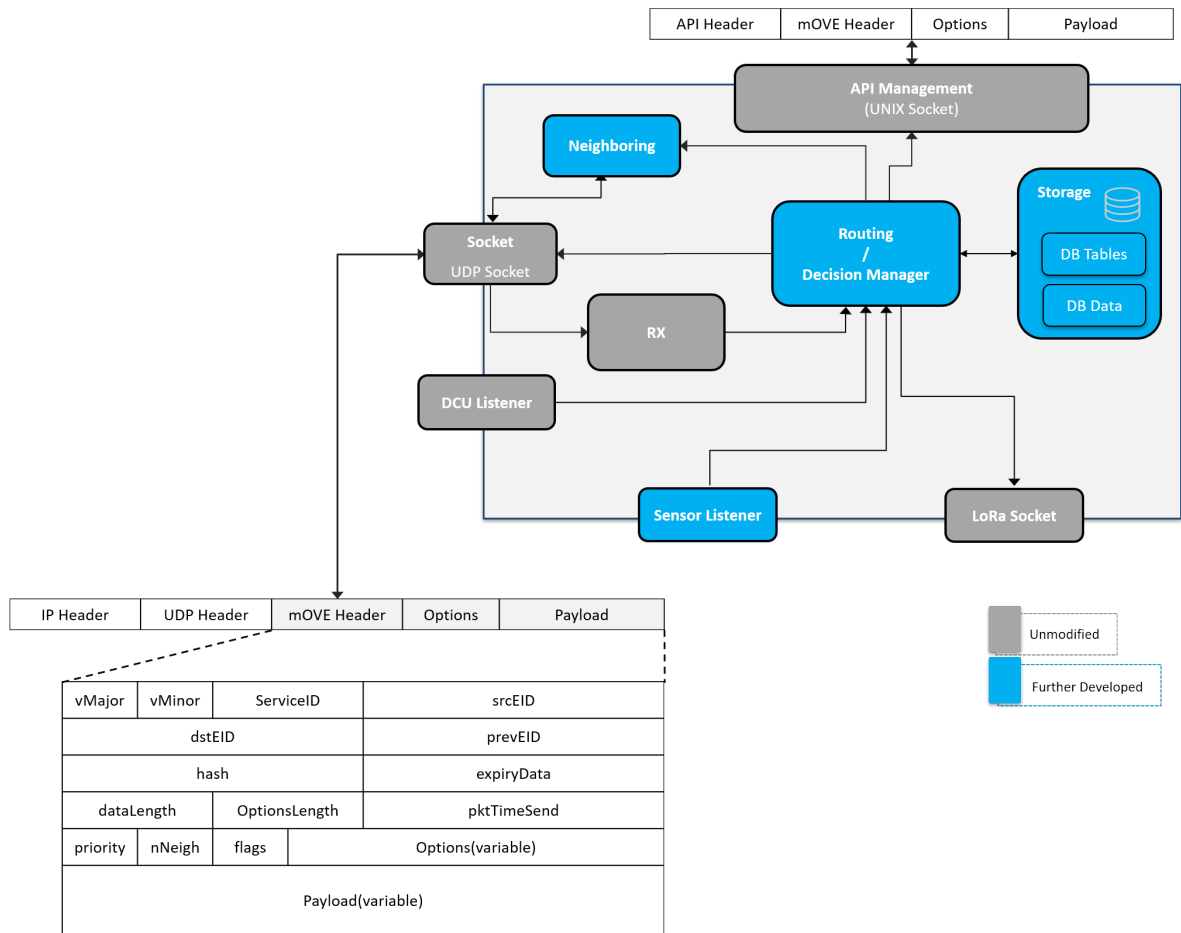 API Header
mOVE Header
Options
Payload
API Management
(UNIX Socket)
Neighboring
Storage
DB Tables
DB Data
Routing
/
Decision Manager
Socket
UDP Socket
RX
DCU Listener
Sensor Listener
LoRa Socket
IP Header
UDP Header
mOVE Header
Options
Payload
Unmodified
Further Developed
vMajor
vMinor
ServiceID
srcEID
dstEID
prevEID
hash
expiryData
dataLength
OptionsLength
pktTimeSend
priority
nNeigh
flags
Options(variable)
Payload(variable)